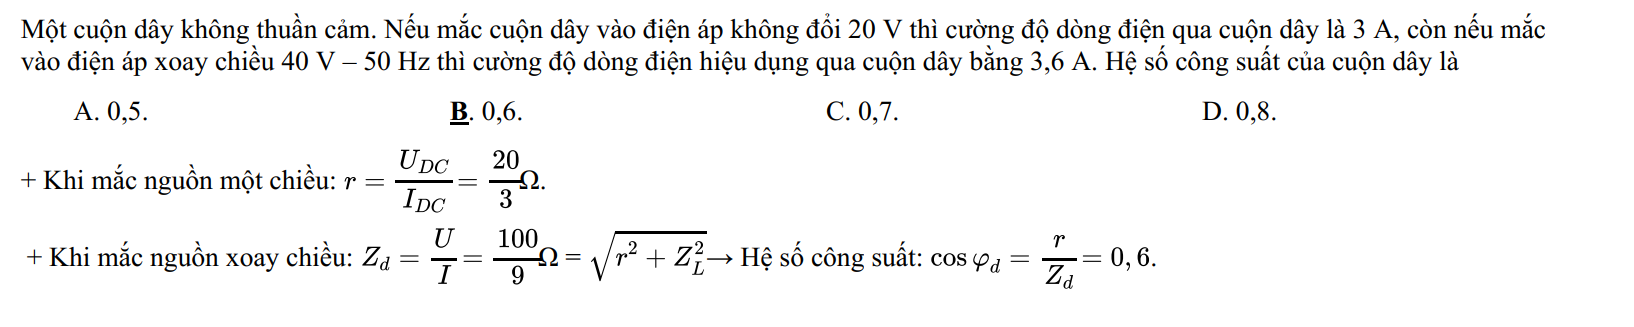 Một cuộn dây không thuần cảm. Nếu mắc cuộn dây vào điện áp không đổi 20 V thì cường độ dòng điện qua cuộn dây là 3 A, còn nếu mắc
vào điện áp xoay chiều 40 V – 50 Hz thì cường độ dòng điện hiệu dụng qua cuộn dây bằng 3,6 A. Hệ số công suất của cuộn dây là
A. 0,5. B. 0,6. C. 0,7. D. 0,8.
+ Khi mắc nguồn một chiều: $r = \frac{U_{DC}}{I_{DC}} = \frac{20}{3}Ω$.
+ Khi mắc nguồn xoay chiều: $Z_d = \frac{U}{I} = \frac{100}{9}Ω = \sqrt{r^2 + Z_L^2}$ → Hệ số công suất: $\cos φ_d = \frac{r}{Z_d} = 0,6$.